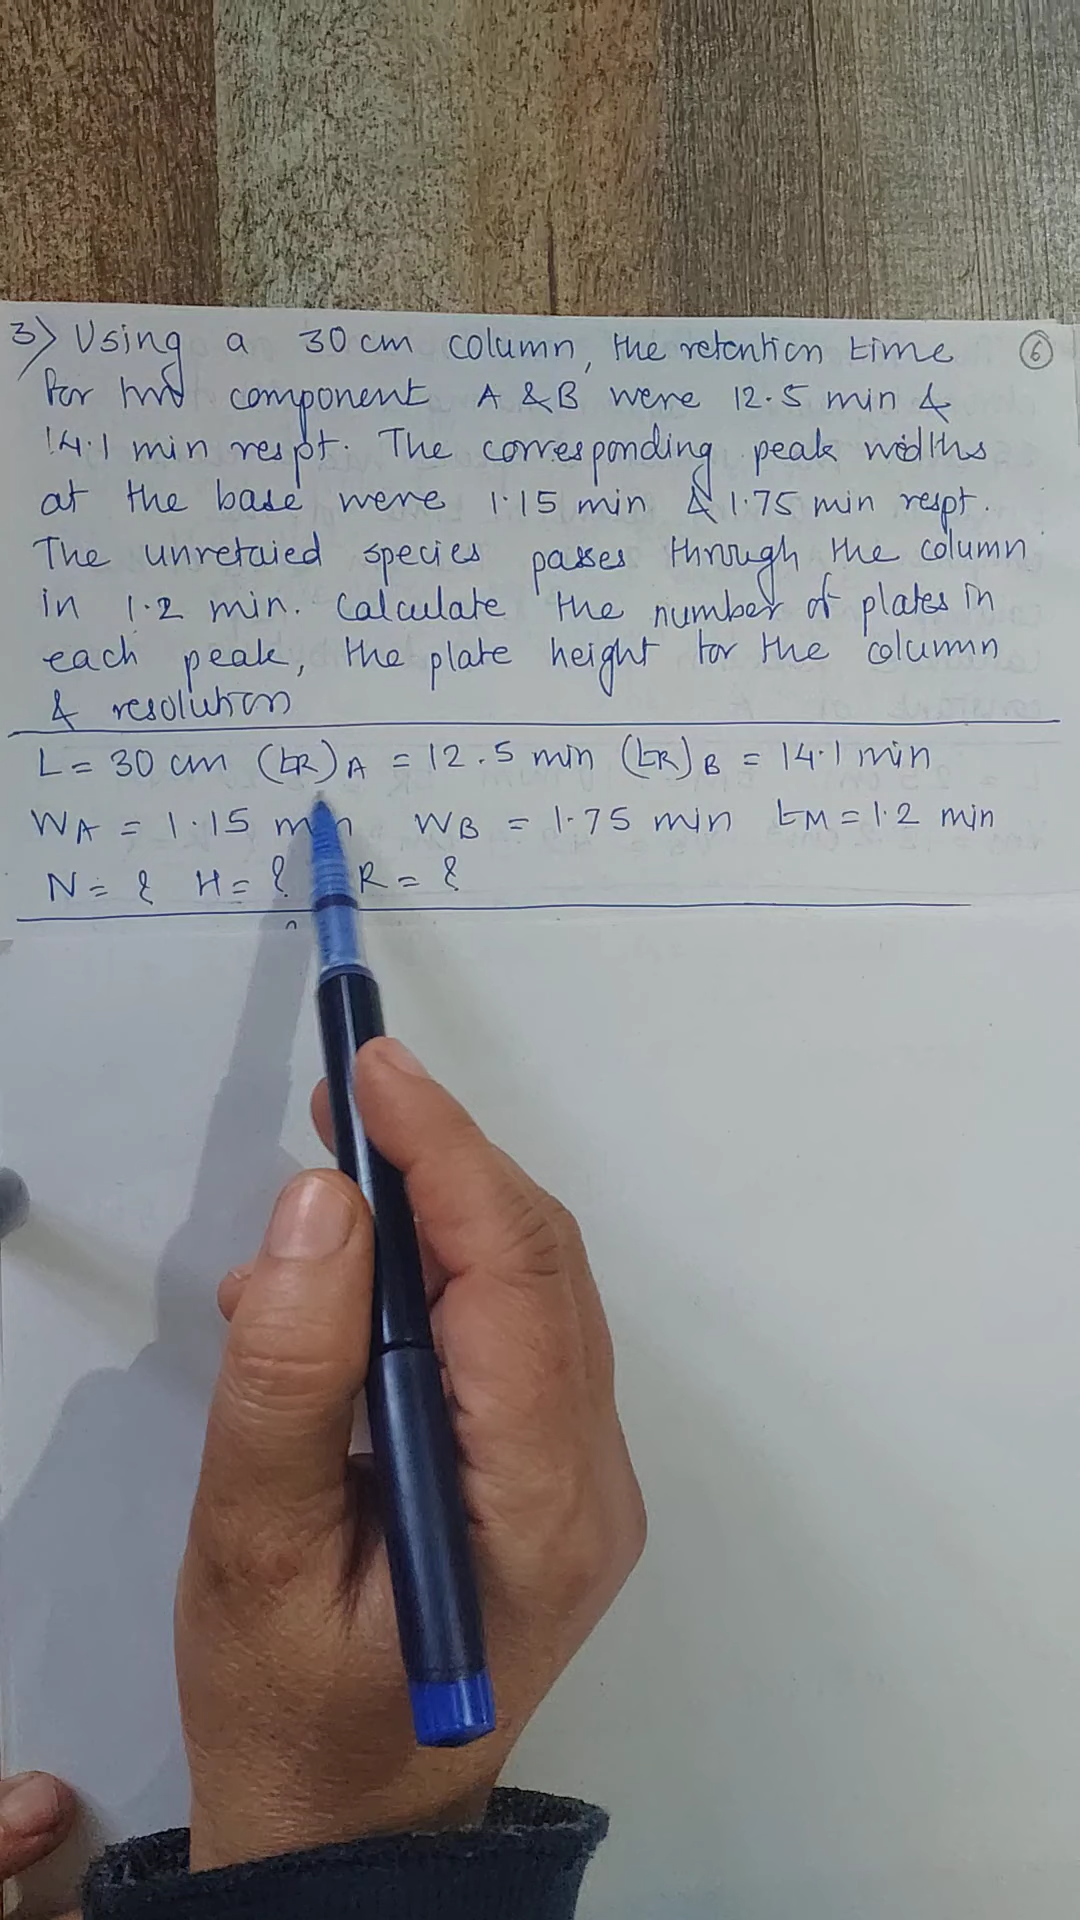 3) Using a 30 cm column, the retention time ⑥
for two component A & B were 12.5 min &
14.1 min respt. The corresponding peak widths
at the base were 1.15 min & 1.75 min respt.
The unretaied species passes through the column
in 1.2 min. Calculate the number of plates in
each peak, the plate height for the column
& resolution
L = 30 cm (tR)A = 12.5 min (tR)B = 14.1 min
WA = 1.15 min WB = 1.75 min tM = 1.2 min
N = ? H = ? R = ?